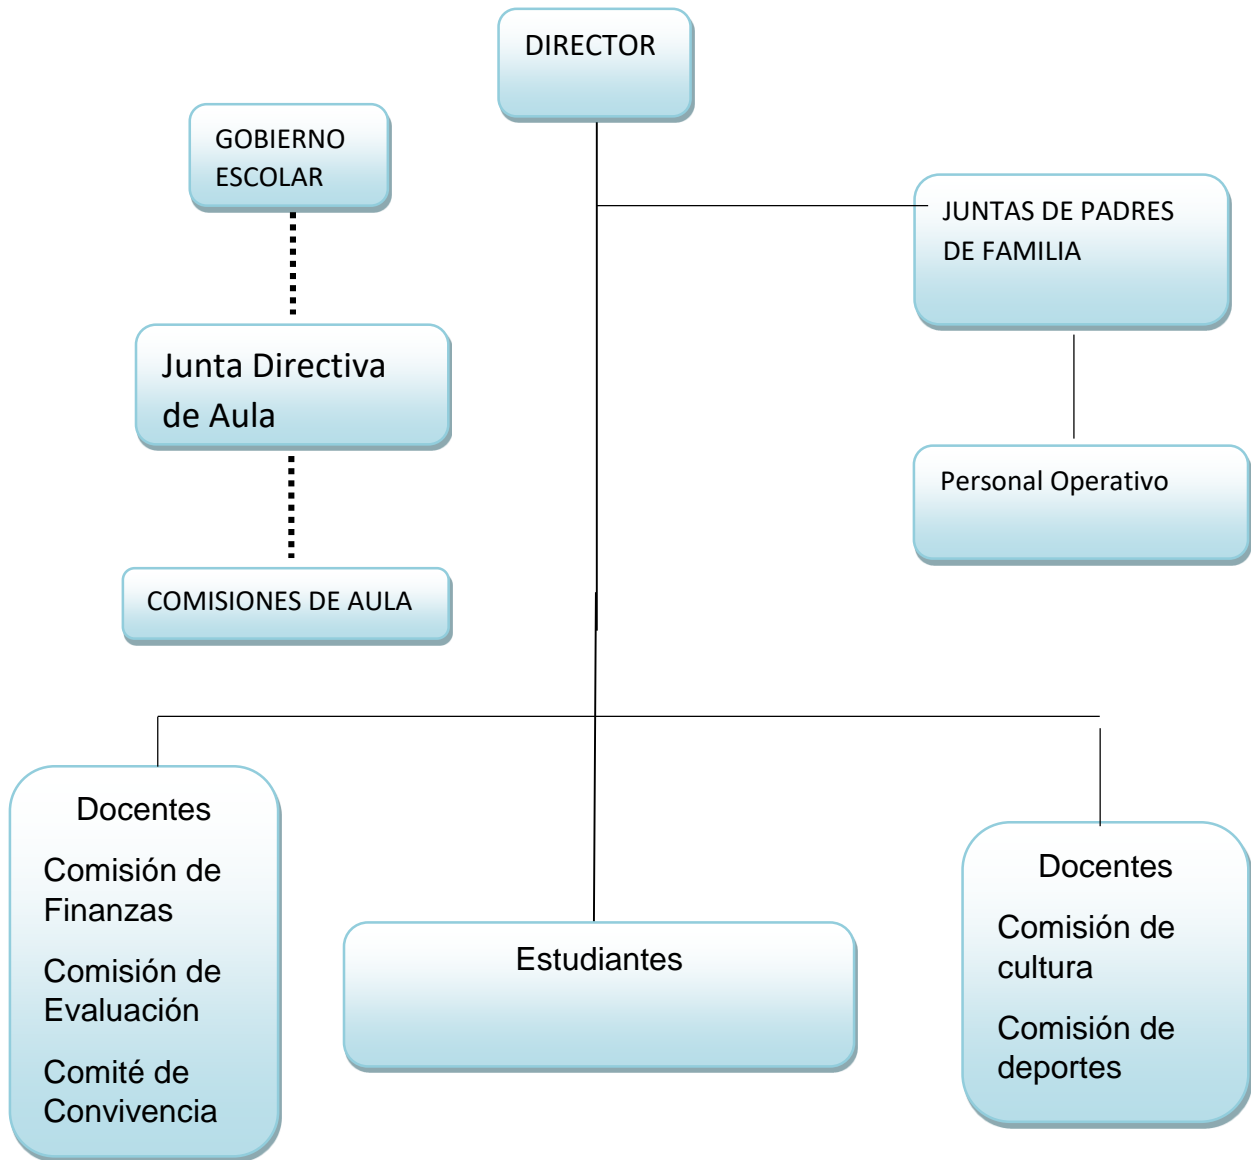 DIRECTOR
GOBIERNO
ESCOLAR
JUNTAS DE PADRES
DE FAMILIA
Junta Directiva
de Aula
Personal Operativo
COMISIONES DE AULA
Docentes
Comisión de
Finanzas
Comisión de
Evaluación
Comité de
Convivencia
Estudiantes
Docentes
Comisión de
cultura
Comisión de
deportes